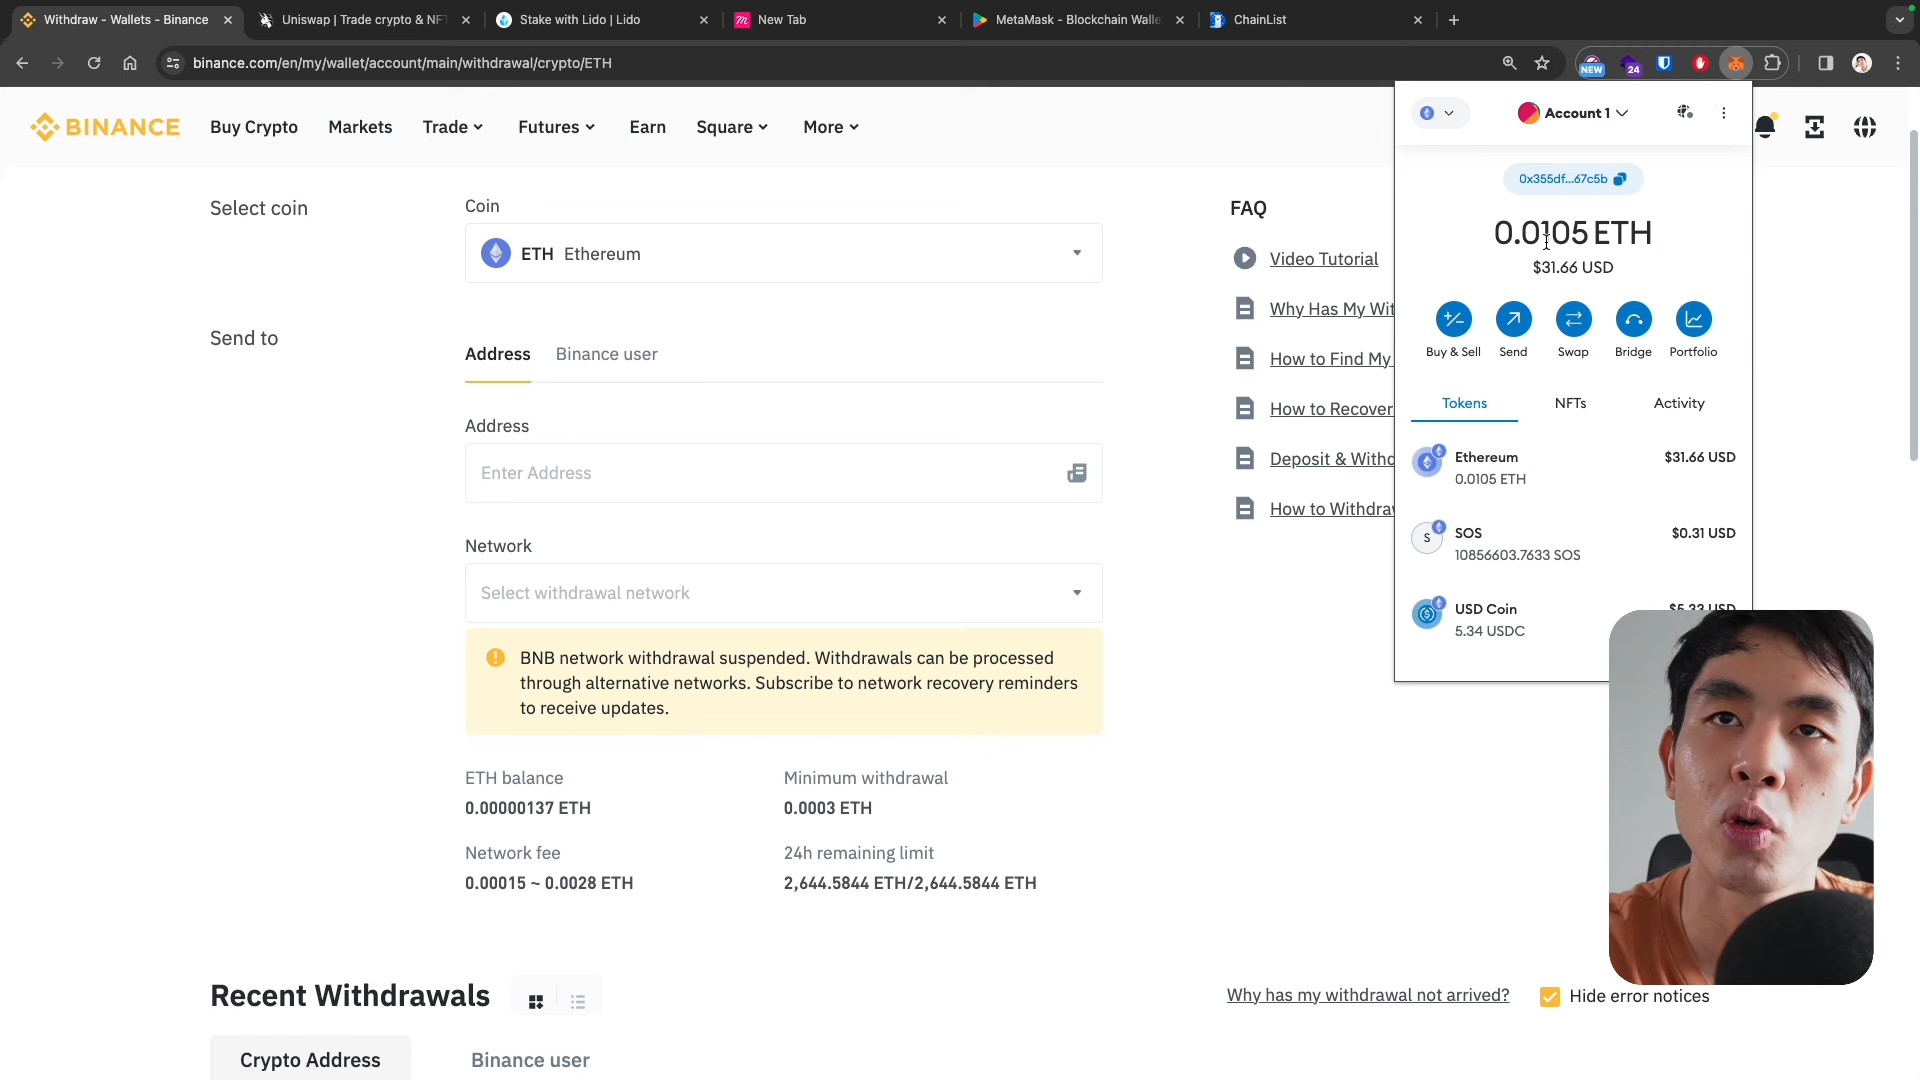 Withdraw - Wallets - Binance
Uniswap | Trade crypto & NFT
Stake with Lido | Lido
New Tab
MetaMask - Blockchain Walle
ChainList
binance.com/en/my/wallet/account/main/withdrawal/crypto/ETH
NEW
24
BINANCE
Buy Crypto
Markets
Trade
Futures
Earn
Square
More
Select coin
Coin
ETH Ethereum
Send to
Address
Binance user
Address
Enter Address
Network
Select withdrawal network
BNB network withdrawal suspended. Withdrawals can be processed
through alternative networks. Subscribe to network recovery reminders
to receive updates.
ETH balance
0.00000137 ETH
Minimum withdrawal
0.0003 ETH
Network fee
0.00015 ~ 0.0028 ETH
24h remaining limit
2,644.5844 ETH/2,644.5844 ETH
FAQ
Video Tutorial
Why Has My Wit
How to Find My
How to Recover
Deposit & Withd
How to Withdraw
Account 1
0x355df...67c5b
0.0105 ETH
$31.66 USD
Buy & Sell
Send
Swap
Bridge
Portfolio
Tokens
NFTs
Activity
Ethereum
$31.66 USD
0.0105 ETH
S
SOS
$0.31 USD
10856603.7633 SOS
USD Coin
$5.33 USD
5.34 USDC
Recent Withdrawals
Why has my withdrawal not arrived?
Hide error notices
Crypto Address
Binance user